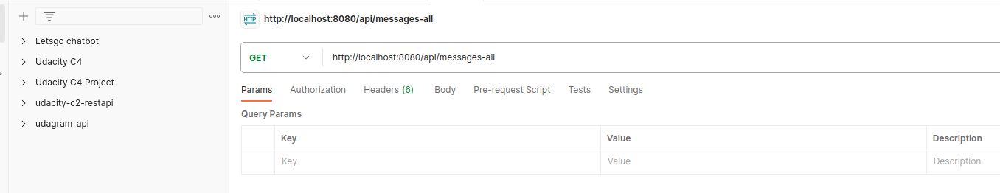 Letsgo chatbot
Udacity C4
Udacity C4 Project
udacity-c2-restapi
udagram-api
HTTP http://localhost:8080/api/messages-all
GET http://localhost:8080/api/messages-all
Params Authorization Headers (6) Body Pre-request Script Tests Settings
Query Params
Key Value Description
Key Value Description